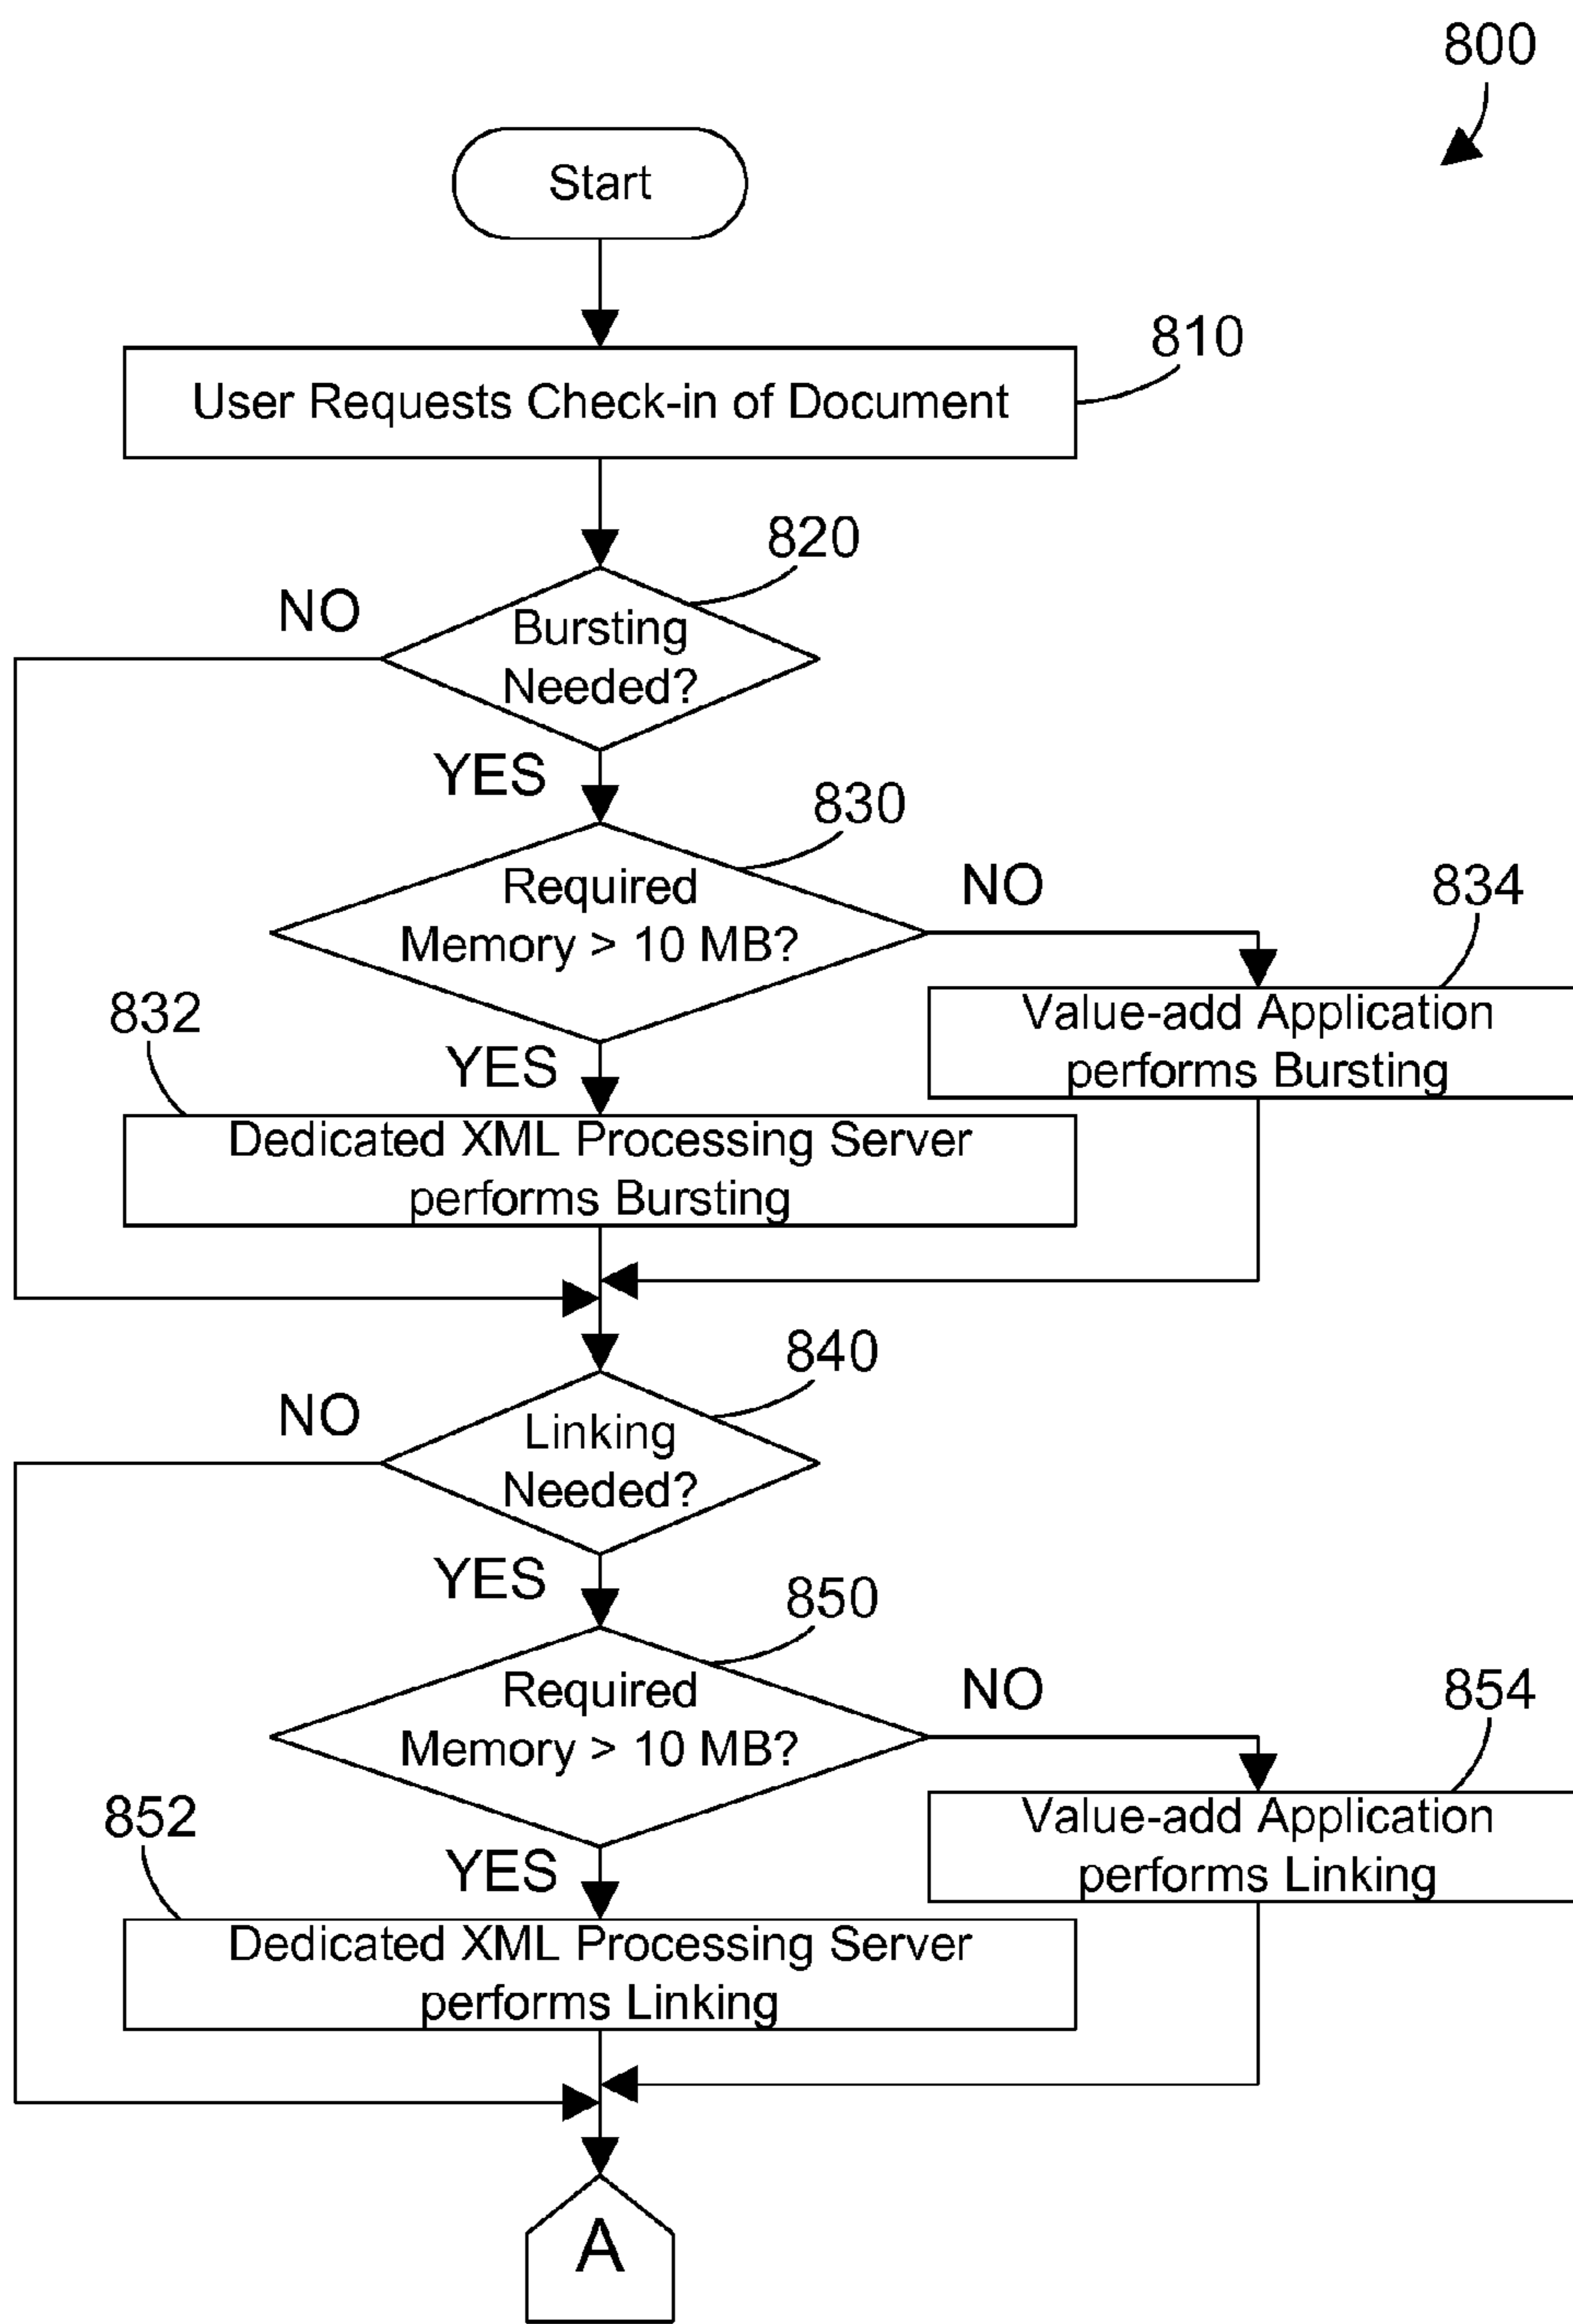 800
Start
810
User Requests Check-in of Document
820
NO
Bursting
Needed?
YES
830
Required
Memory > 10 MB?
NO
834
Value-add Application
performs Bursting
832
YES
Dedicated XML Processing Server
performs Bursting
840
NO
Linking
Needed?
YES
850
Required
Memory > 10 MB?
NO
854
Value-add Application
performs Linking
852
YES
Dedicated XML Processing Server
performs Linking
A